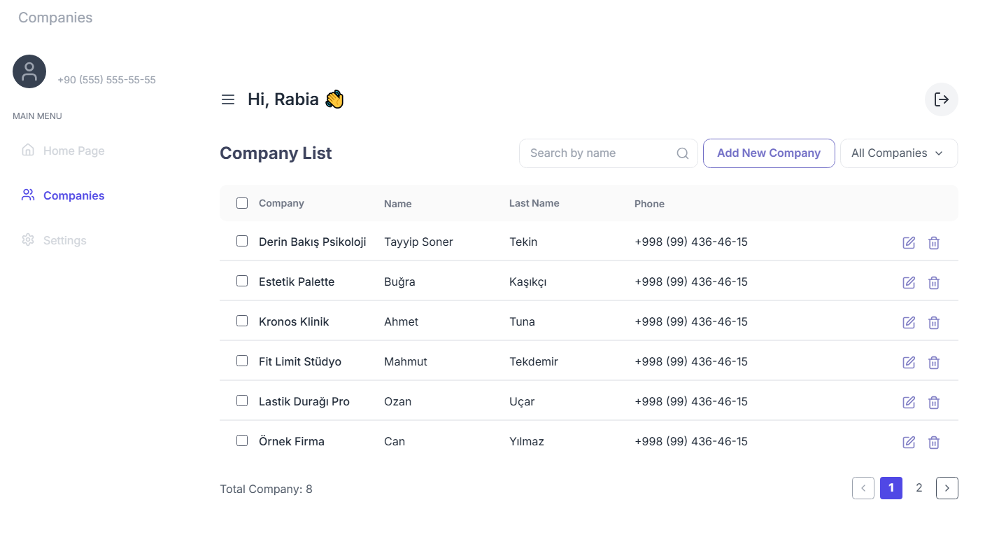 Companies
+90 (555) 555-55-55
MAIN MENU
Home Page
Companies
Settings
Hi, Rabia 👋
Company List
Search by name
Add New Company
All Companies
Company Name Last Name Phone
Derin Bakış Psikoloji Tayyip Soner Tekin +998 (99) 436-46-15
Estetik Palette Buğra Kaşıkçı +998 (99) 436-46-15
Kronos Klinik Ahmet Tuna +998 (99) 436-46-15
Fit Limit Stüdyo Mahmut Tekdemir +998 (99) 436-46-15
Lastik Durağı Pro Ozan Uçar +998 (99) 436-46-15
Örnek Firma Can Yılmaz +998 (99) 436-46-15
Total Company: 8
1 2